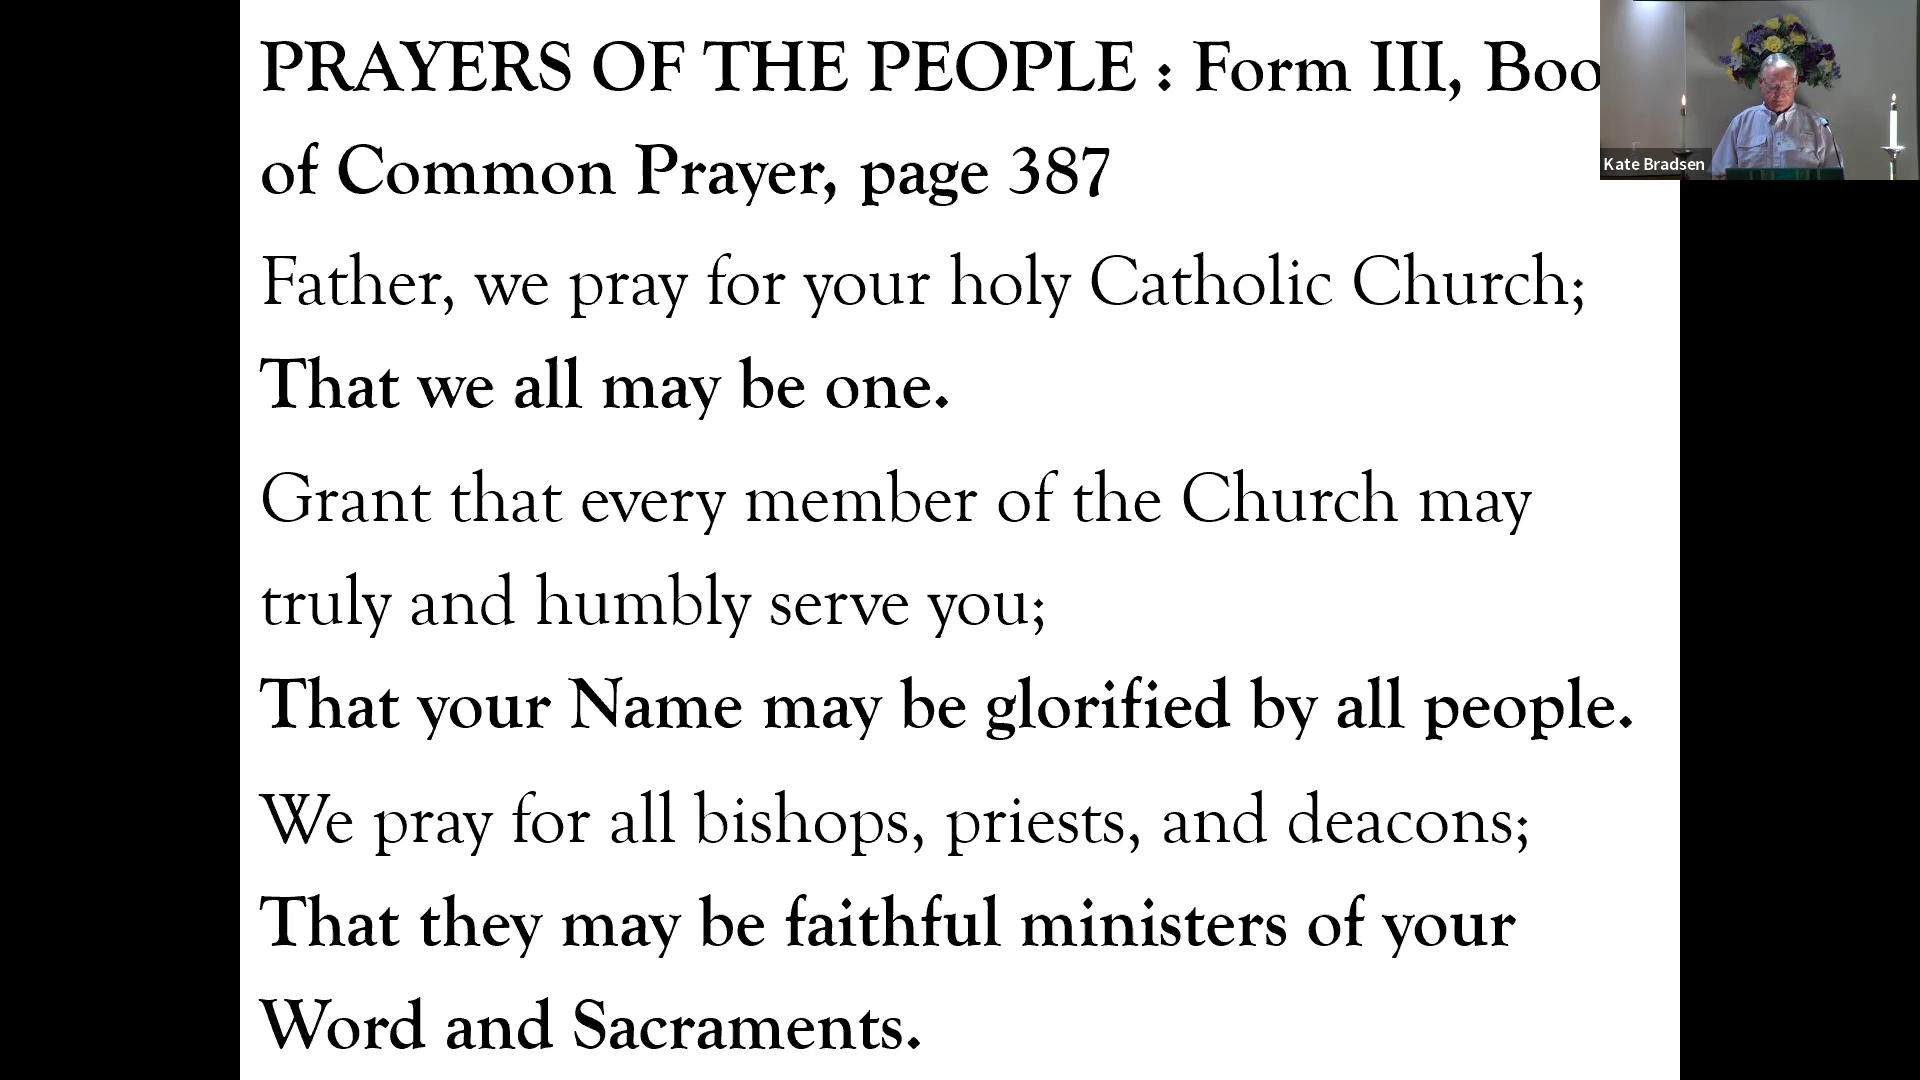 PRAYERS OF THE PEOPLE : Form III, Boo
of Common Prayer, page 387
Father, we pray for your holy Catholic Church;
That we all may be one.
Grant that every member of the Church may
truly and humbly serve you;
That your Name may be glorified by all people.
We pray for all bishops, priests, and deacons;
That they may be faithful ministers of your
Word and Sacraments.
Kate Bradsen